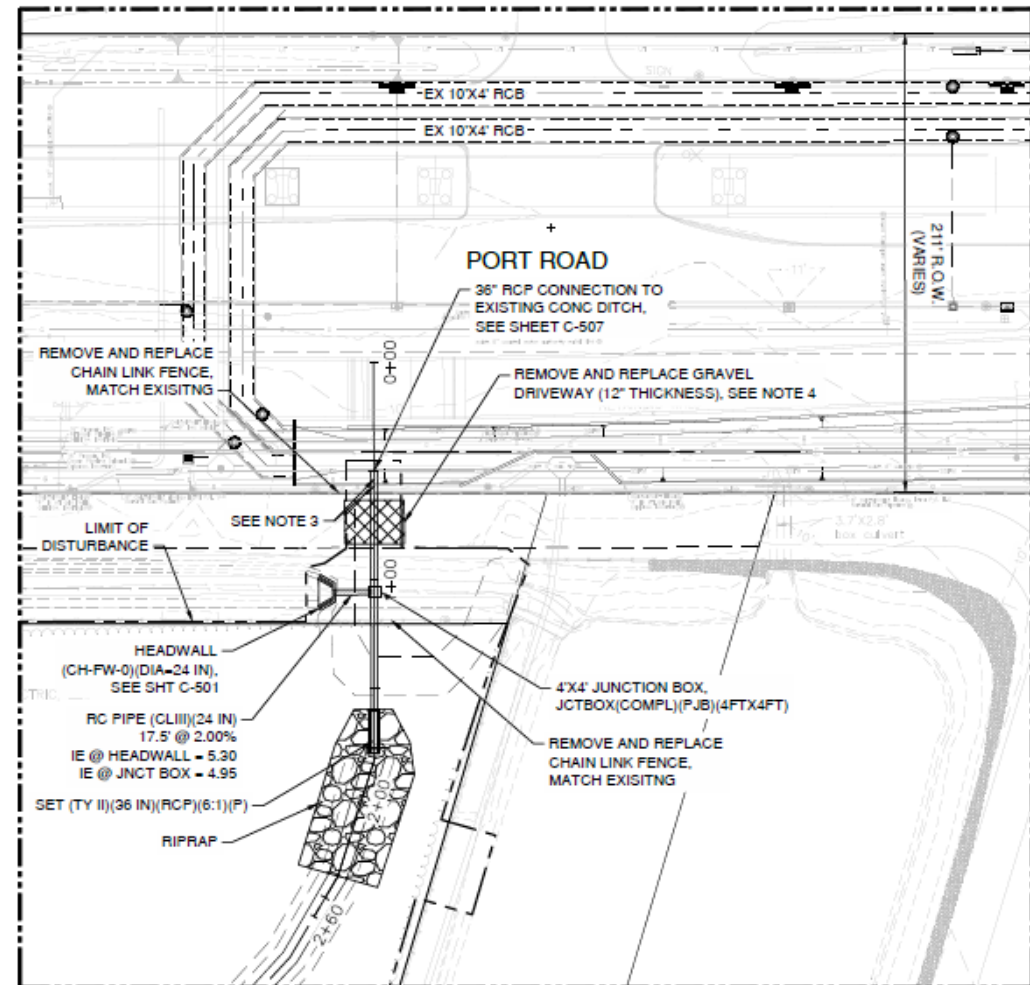 SIGN
EX 10'X4' RCB
EX 10'X4' RCB
211' R.O.W.
(VARIES)
PORT ROAD
11'
36" RCP CONNECTION TO
EXISTING CONC DITCH,
SEE SHEET C-507
0+00
REMOVE AND REPLACE
CHAIN LINK FENCE,
MATCH EXISITNG
REMOVE AND REPLACE GRAVEL
DRIVEWAY (12" THICKNESS), SEE NOTE 4
SEE NOTE 3
LIMIT OF
DISTURBANCE
3.7'X2.8'
box culvert
+00
HEADWALL
(CH-FW-0)(DIA=24 IN),
SEE SHT C-501
4'X4' JUNCTION BOX,
JCTBOX(COMPL)(PJB)(4FTX4FT)
RC PIPE (CLIII)(24 IN)
17.5' @ 2.00%
IE @ HEADWALL = 5.30
IE @ JNCT BOX = 4.95
REMOVE AND REPLACE
CHAIN LINK FENCE,
MATCH EXISITNG
SET (TY II)(36 IN)(RCP)(6:1)(P)
2+00
RIPRAP
2+60